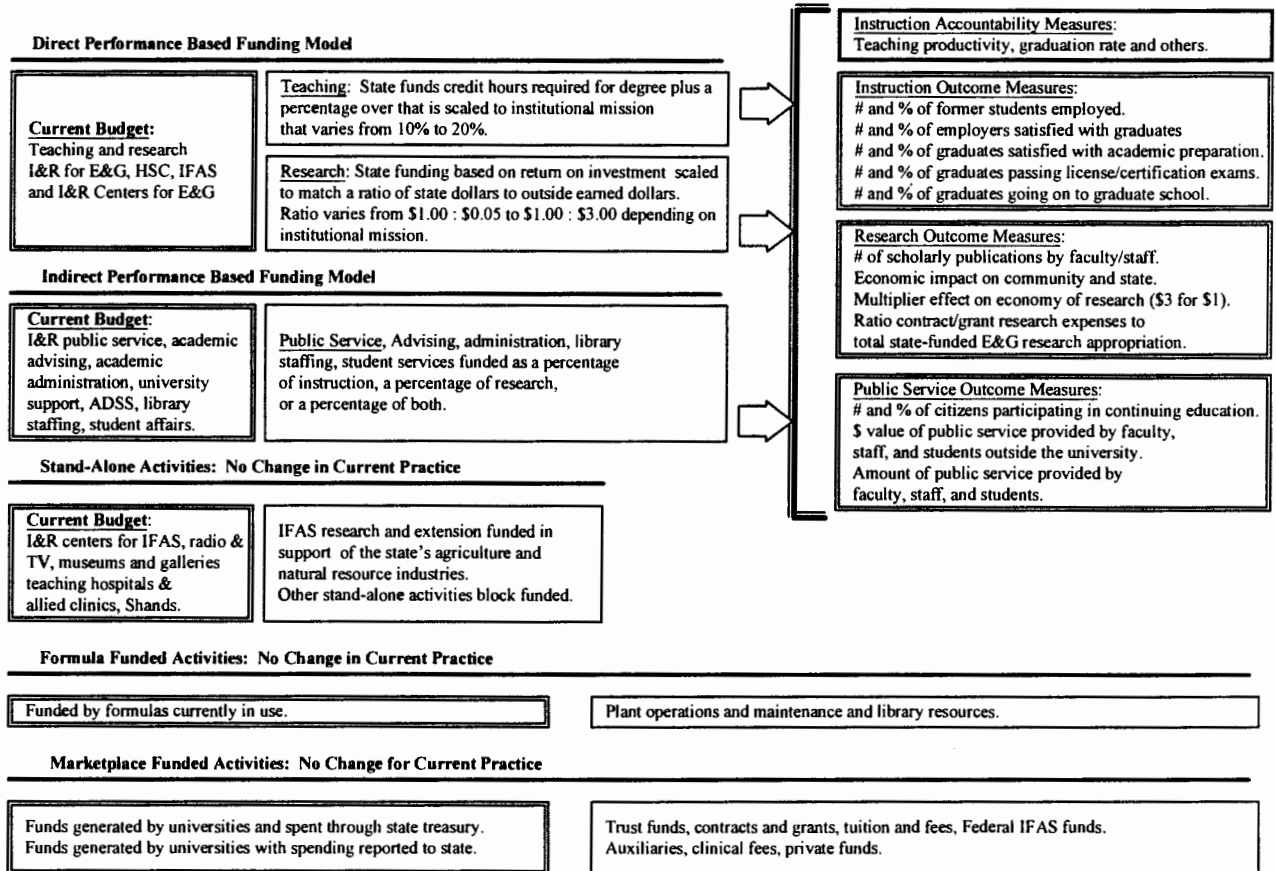 Direct Performance Based Funding Model
Current Budget:
Teaching and research
I&R for E&G, HSC, IFAS
and I&R Centers for E&G
Teaching: State funds credit hours required for degree plus a
percentage over that is scaled to institutional mission
that varies from 10% to 20%.
Research: State funding based on return on investment scaled
to match a ratio of state dollars to outside earned dollars.
Ratio varies from $1.00 : $0.05 to $1.00 : $3.00 depending on
institutional mission.
Indirect Performance Based Funding Model
Current Budget:
I&R public service, academic
advising, academic
administration, university
support, ADSS, library
staffing, student affairs.
Public Service, Advising, administration, library
staffing, student services funded as a percentage
of instruction, a percentage of research,
or a percentage of both.
Instruction Accountability Measures:
Teaching productivity, graduation rate and others.
Instruction Outcome Measures:
# and % of former students employed.
# and % of employers satisfied with graduates
# and % of graduates satisfied with academic preparation.
# and % of graduates passing license/certification exams.
# and % of graduates going on to graduate school.
Research Outcome Measures:
# of scholarly publications by faculty/staff.
Economic impact on community and state.
Multiplier effect on economy of research ($3 for $1).
Ratio contract/grant research expenses to
total state-funded E&G research appropriation.
Public Service Outcome Measures:
# and % of citizens participating in continuing education.
$ value of public service provided by faculty,
staff, and students outside the university.
Amount of public service provided by
faculty, staff, and students.
Stand-Alone Activities: No Change in Current Practice
Current Budget:
I&R centers for IFAS, radio &
TV, museums and galleries
teaching hospitals &
allied clinics, Shands.
IFAS research and extension funded in
support of the state's agriculture and
natural resource industries.
Other stand-alone activities block funded.
Formula Funded Activities: No Change in Current Practice
Funded by formulas currently in use.
Plant operations and maintenance and library resources.
Marketplace Funded Activities: No Change for Current Practice
Funds generated by universities and spent through state treasury.
Funds generated by universities with spending reported to state.
Trust funds, contracts and grants, tuition and fees, Federal IFAS funds.
Auxiliaries, clinical fees, private funds.